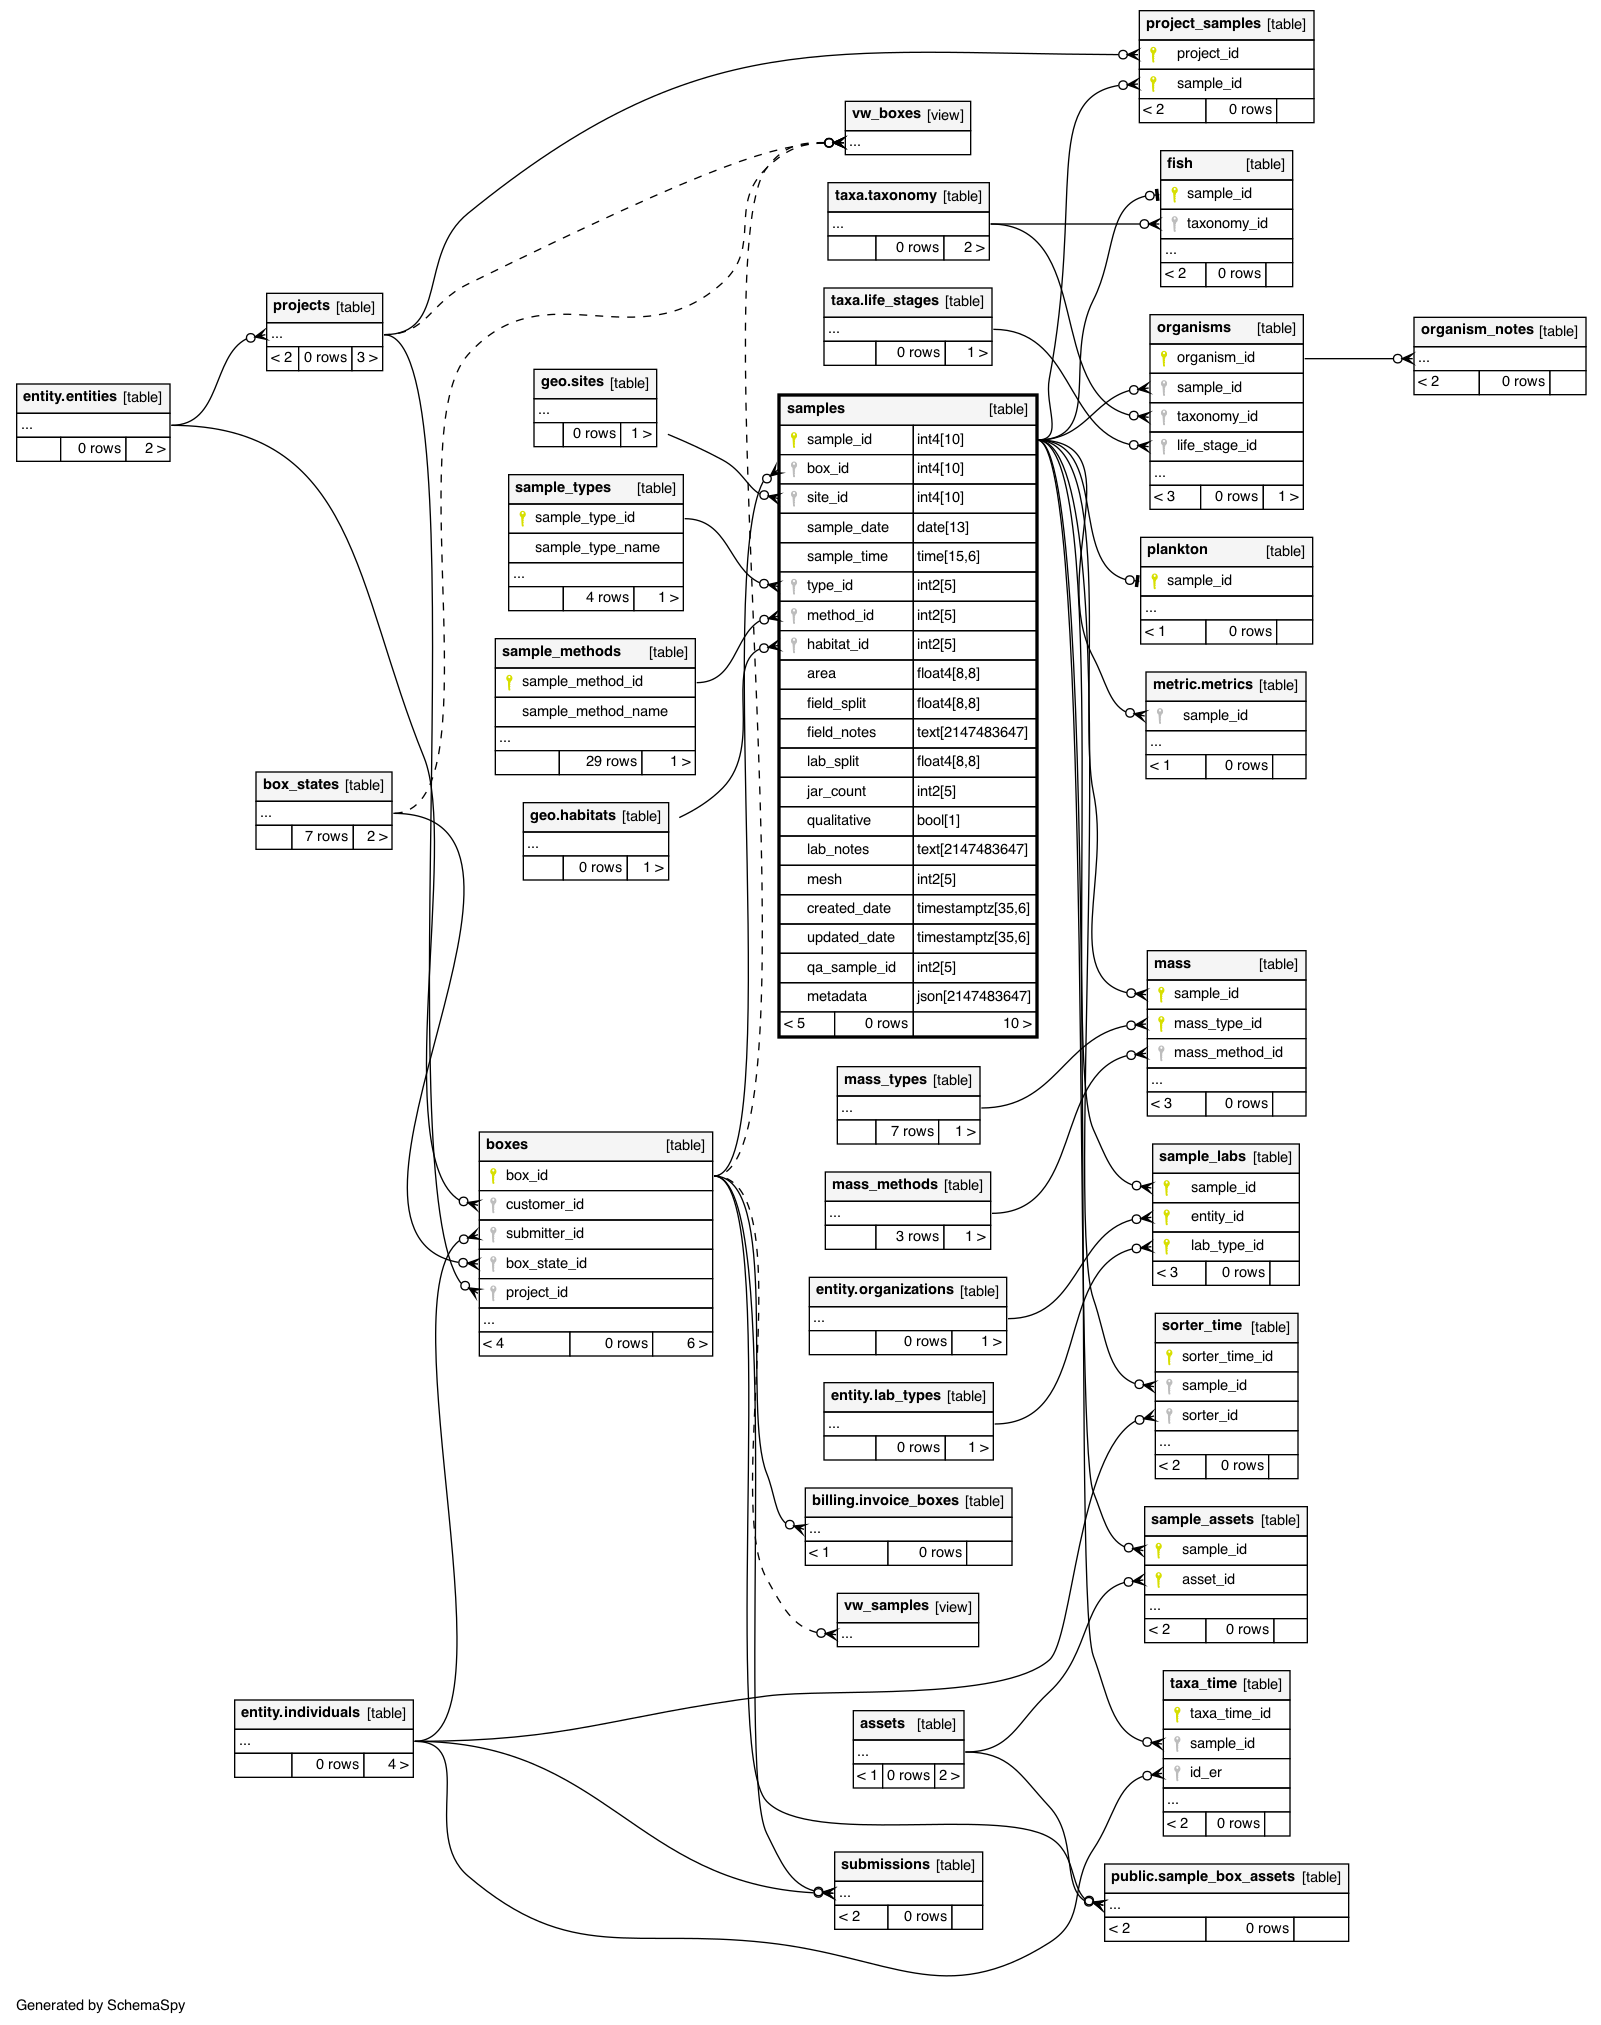 project_samples [table]
project_id
sample_id
< 2 0 rows
vw_boxes [view]
...
fish [table]
sample_id
taxonomy_id
...
< 2 0 rows
taxa.taxonomy [table]
...
0 rows 2 >
taxa.life_stages [table]
...
0 rows 1 >
projects [table]
...
< 2 0 rows 3 >
organisms [table]
organism_id
sample_id
taxonomy_id
life_stage_id
...
< 3 0 rows 1 >
organism_notes [table]
...
< 2 0 rows
entity.entities [table]
...
0 rows 2 >
geo.sites [table]
...
0 rows 1 >
samples [table]
sample_id int4[10]
box_id int4[10]
site_id int4[10]
sample_date date[13]
sample_time time[15,6]
type_id int2[5]
method_id int2[5]
habitat_id int2[5]
area float4[8,8]
field_split float4[8,8]
field_notes text[2147483647]
lab_split float4[8,8]
jar_count int2[5]
qualitative bool[1]
lab_notes text[2147483647]
mesh int2[5]
created_date timestamptz[35,6]
updated_date timestamptz[35,6]
qa_sample_id int2[5]
metadata json[2147483647]
< 5 0 rows 10 >
sample_types [table]
sample_type_id
sample_type_name
...
4 rows 1 >
sample_methods [table]
sample_method_id
sample_method_name
...
29 rows 1 >
geo.habitats [table]
...
0 rows 1 >
box_states [table]
...
7 rows 2 >
plankton [table]
sample_id
...
< 1 0 rows
metric.metrics [table]
sample_id
...
< 1 0 rows
mass [table]
sample_id
mass_type_id
mass_method_id
...
< 3 0 rows
mass_types [table]
...
7 rows 1 >
mass_methods [table]
...
3 rows 1 >
boxes [table]
box_id
customer_id
submitter_id
box_state_id
project_id
...
< 4 0 rows 6 >
sample_labs [table]
sample_id
entity_id
lab_type_id
< 3 0 rows
entity.organizations [table]
...
0 rows 1 >
entity.lab_types [table]
...
0 rows 1 >
sorter_time [table]
sorter_time_id
sample_id
sorter_id
...
< 2 0 rows
billing.invoice_boxes [table]
...
< 1 0 rows
sample_assets [table]
sample_id
asset_id
...
< 2 0 rows
vw_samples [view]
...
entity.individuals [table]
...
0 rows 4 >
assets [table]
...
< 1 0 rows 2 >
taxa_time [table]
taxa_time_id
sample_id
id_er
...
< 2 0 rows
submissions [table]
...
< 2 0 rows
public.sample_box_assets [table]
...
< 2 0 rows
Generated by SchemaSpy